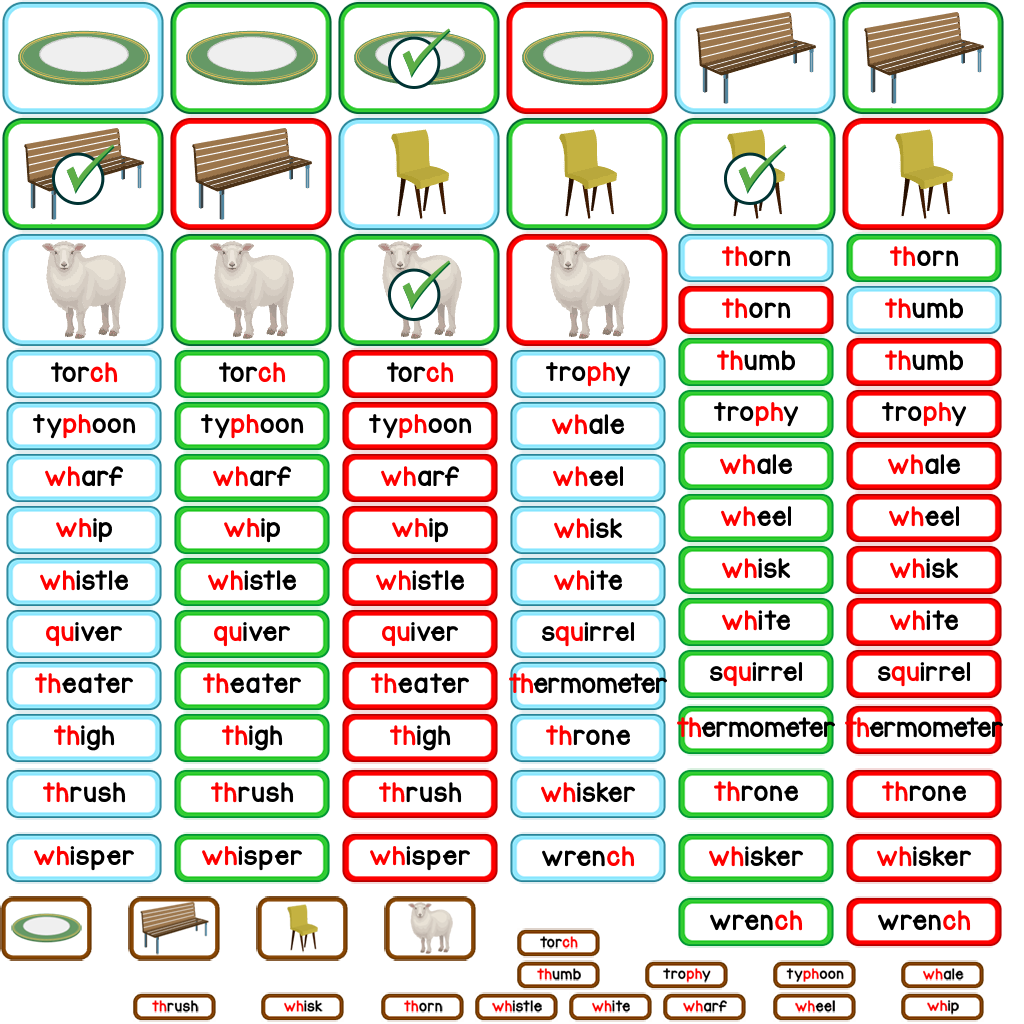 thorn thorn
thorn thumb
torch torch torch trophy thumb thumb
typhoon typhoon typhoon whale trophy trophy
wharf wharf wharf wheel whale whale
whip whip whip whisk wheel wheel
whistle whistle whistle white whisk whisk
quiver quiver quiver squirrel white white
theater theater theater thermometer squirrel squirrel
thigh thigh thigh throne thermometer thermometer
thrush thrush thrush whisker throne throne
whisper whisper whisper wrench whisker whisker
wrench wrench
torch
thumb trophy typhoon whale
thrush whisk thorn whistle white wharf wheel whip